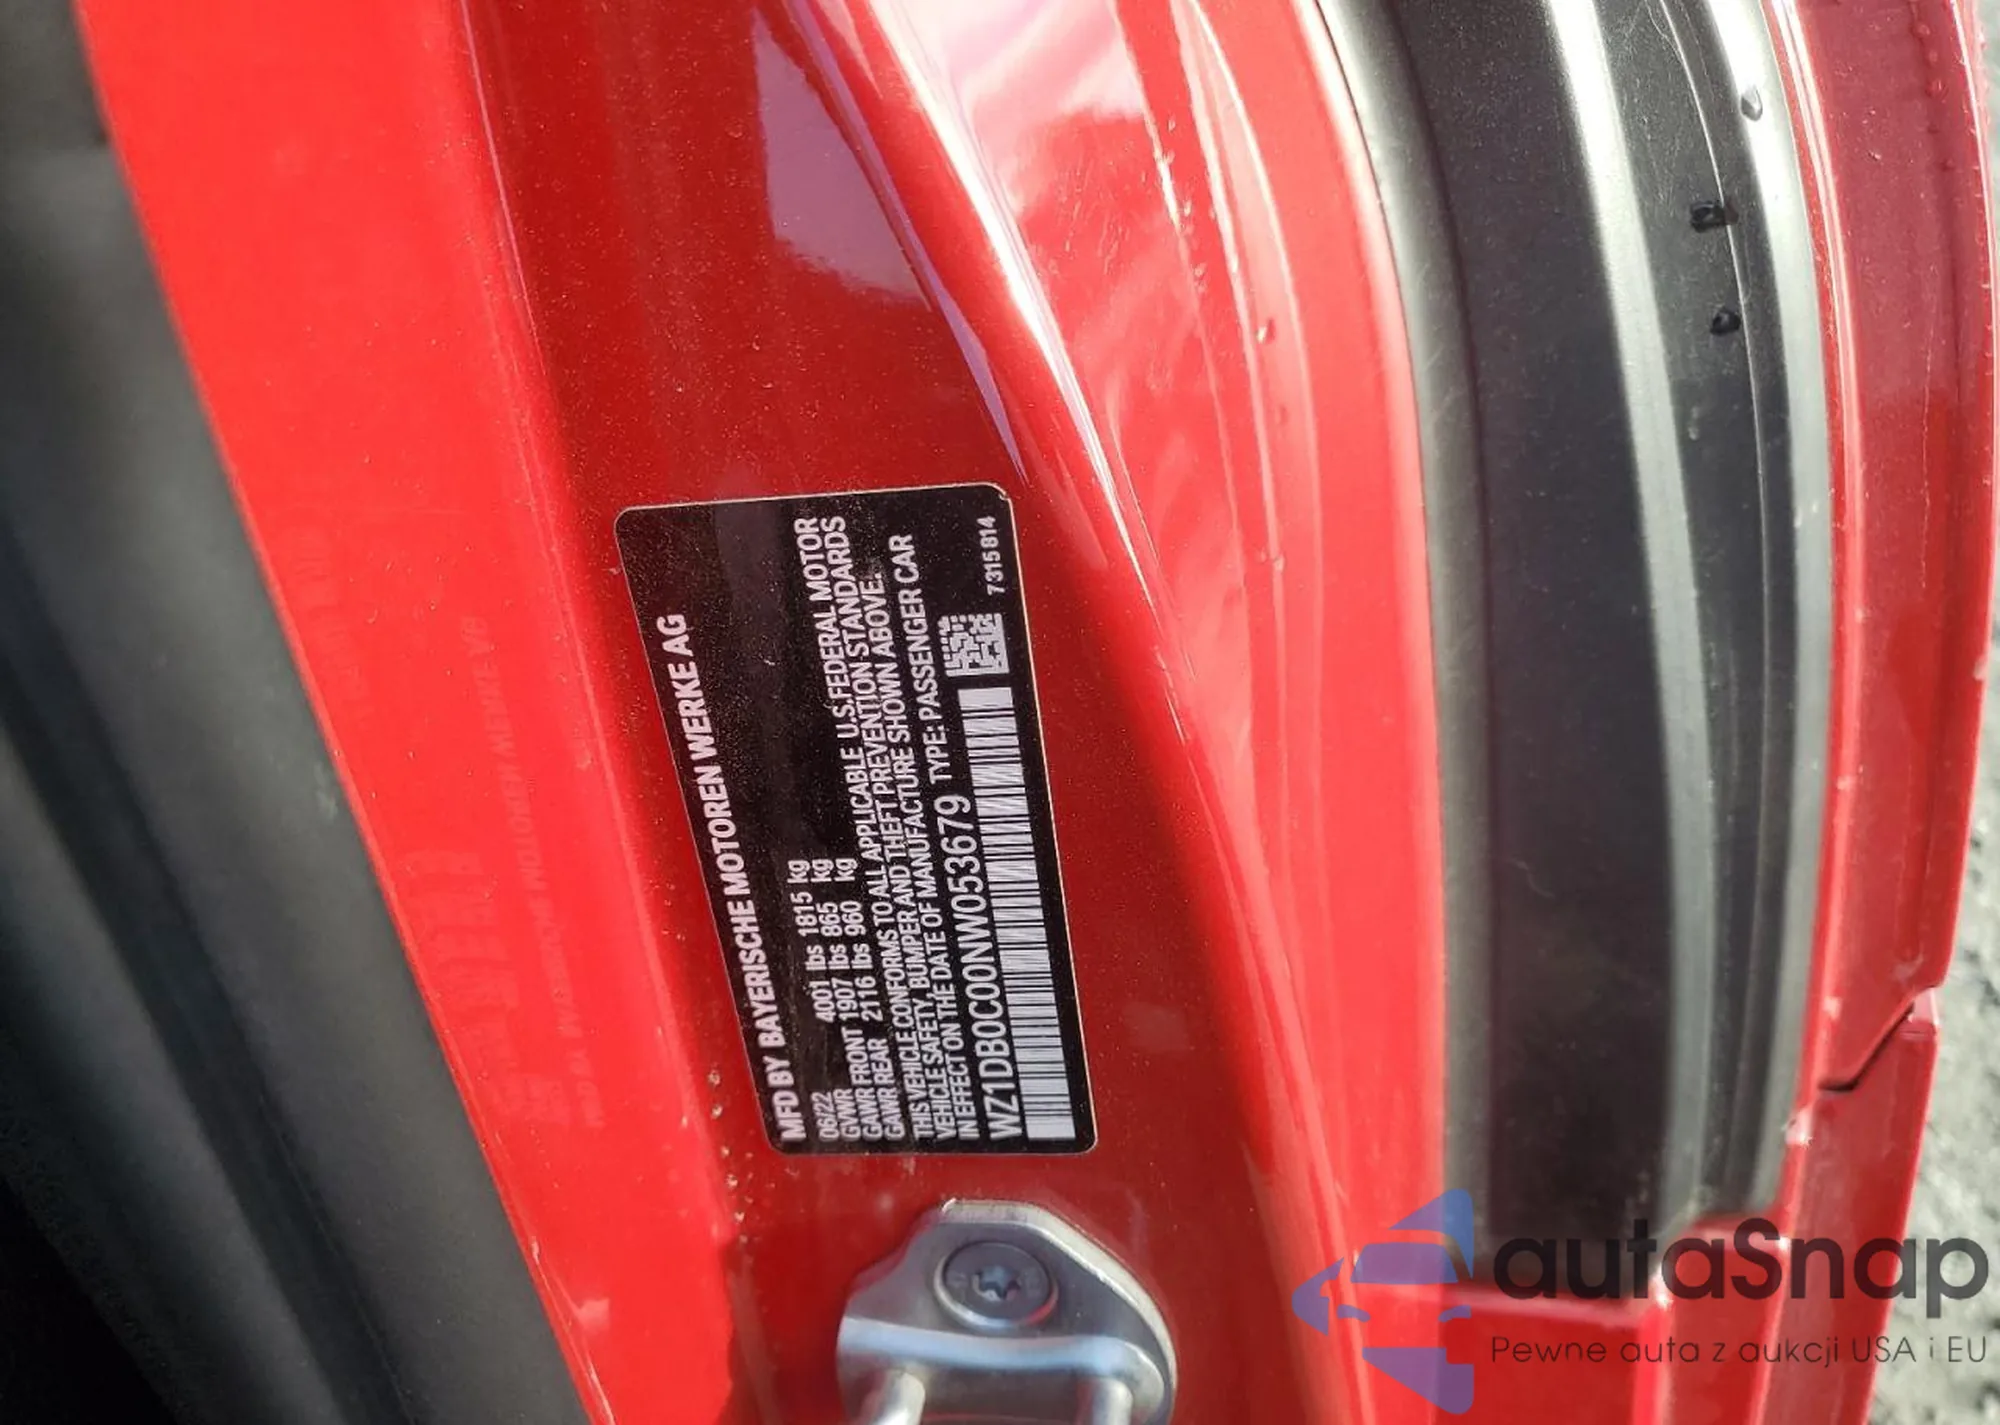 MFD BY BAYERISCHE MOTOREN WERKE AG
06/22
GVWR 4001 lbs 1815 kg
GAWR FRONT 1907 lbs 865 kg
GAWR REAR 2116 lbs 960 kg
THIS VEHICLE CONFORMS TO ALL APPLICABLE U.S. FEDERAL MOTOR
VEHICLE SAFETY, BUMPER AND THEFT PREVENTION STANDARDS
IN EFFECT ON THE DATE OF MANUFACTURE SHOWN ABOVE.
WZ1DB0C00NW053679 TYPE: PASSENGER CAR
7315814
autaSnap
Pewne auta z aukcji USA i EU